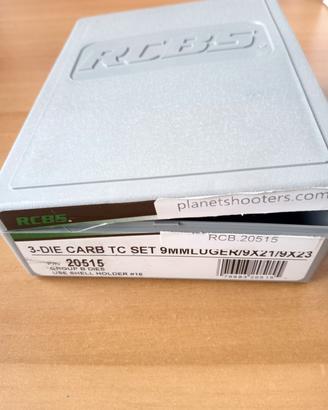 RCBS.
RCBS.
planetshooters.com
RCB.20515
3-DIE CARB TC SET 9MMLUGER/9X21/9X23
P/N 20515
GROUP B DIES
USE SHELL HOLDER #16